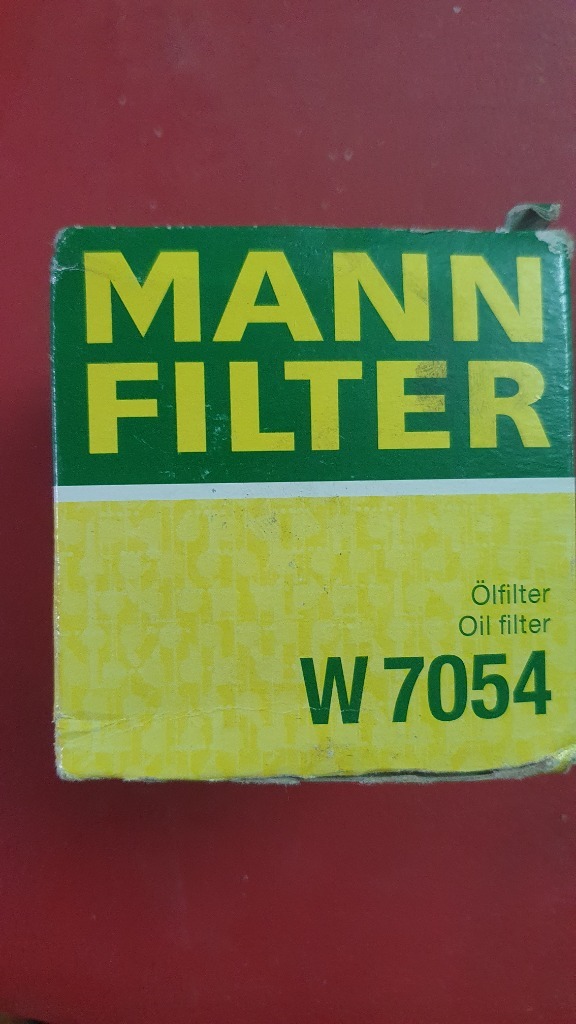 MANN
FILTER
Ölfilter
Oil filter
W 7054